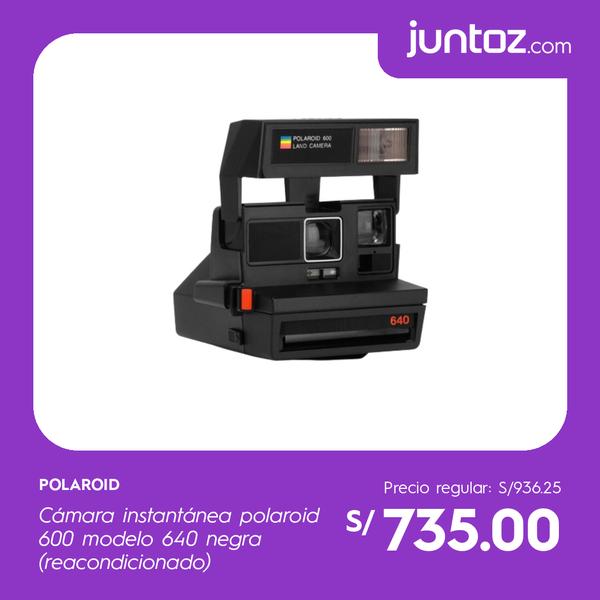 juntoz.com
POLAROID 600
LAND CAMERA
640
POLAROID
Cámara instantánea polaroid
600 modelo 640 negra
(reacondicionado)
Precio regular: S/936.25
S/ 735.00